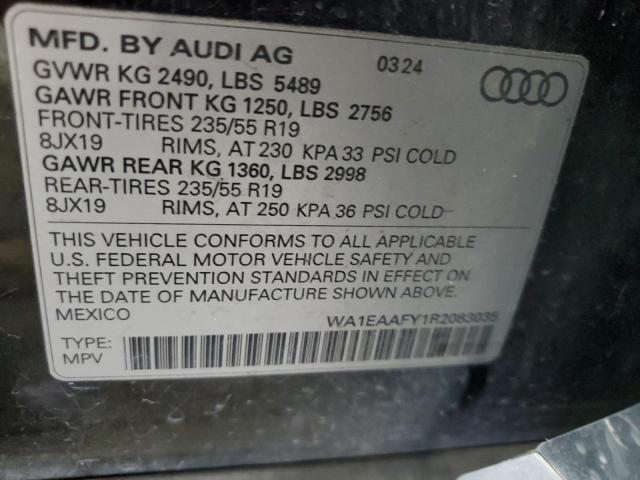 MFD. BY AUDI AG 0324
GVWR KG 2490, LBS 5489
GAWR FRONT KG 1250, LBS 2756
FRONT-TIRES 235/55 R19
8JX19 RIMS, AT 230 KPA 33 PSI COLD
GAWR REAR KG 1360, LBS 2998
REAR-TIRES 235/55 R19
8JX19 RIMS, AT 250 KPA 36 PSI COLD
THIS VEHICLE CONFORMS TO ALL APPLICABLE
U.S. FEDERAL MOTOR VEHICLE SAFETY AND
THEFT PREVENTION STANDARDS IN EFFECT ON
THE DATE OF MANUFACTURE SHOWN ABOVE.
MEXICO WA1EAAFY1R2083035
TYPE:
MPV